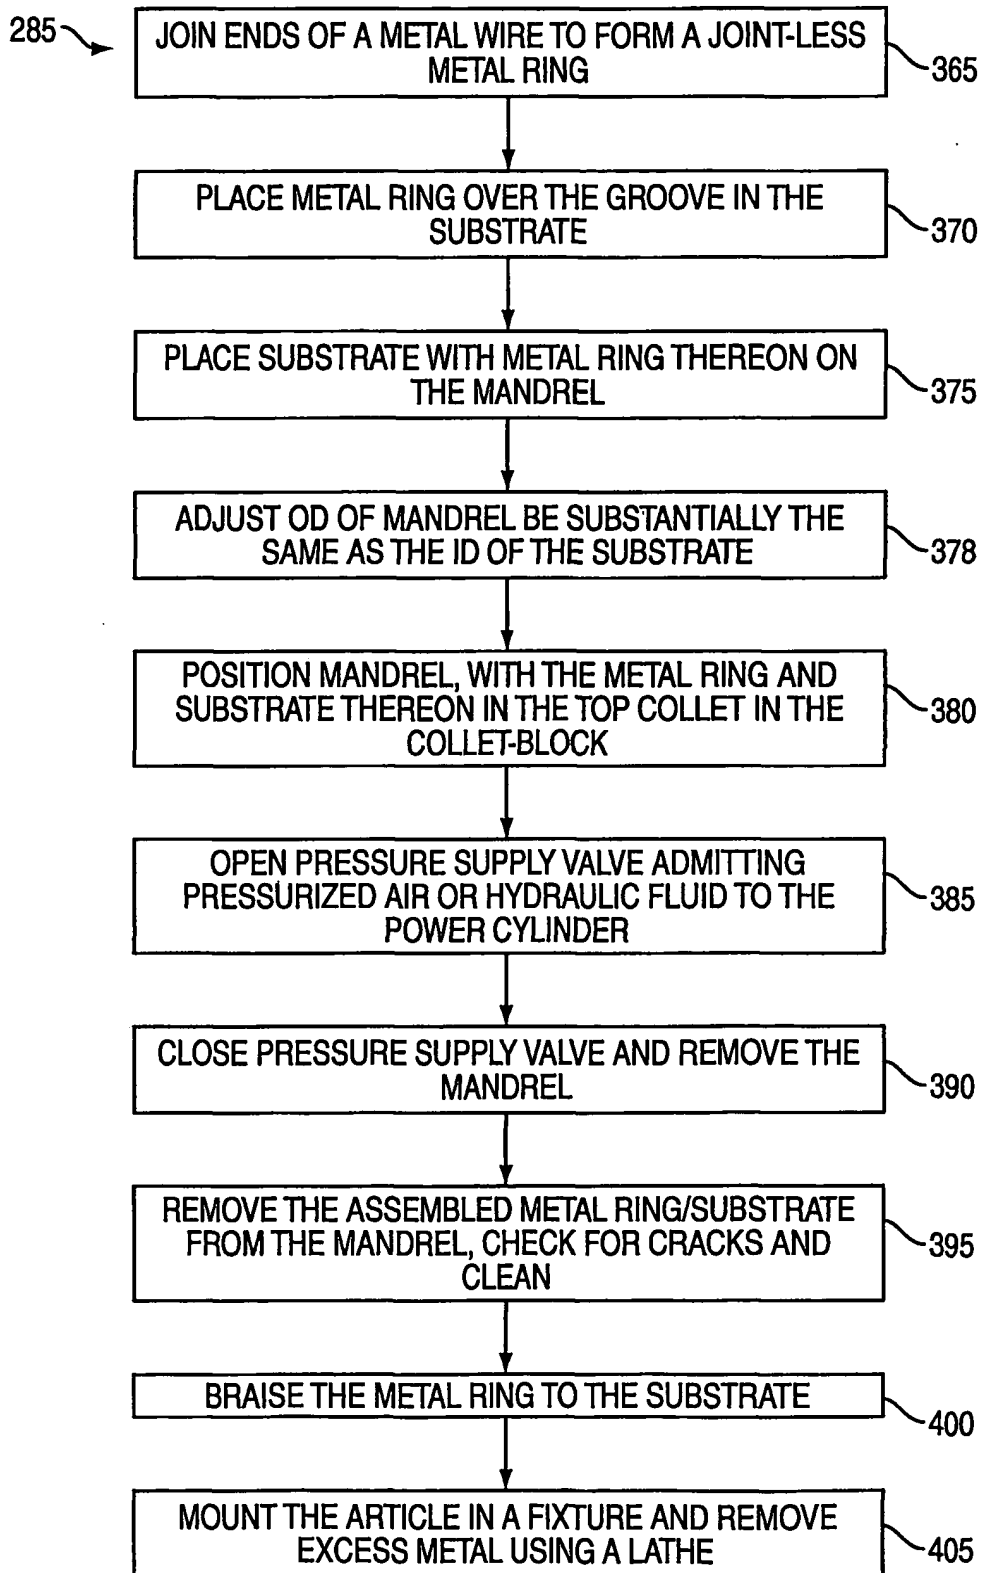 285
JOIN ENDS OF A METAL WIRE TO FORM A JOINT-LESS
METAL RING
365
PLACE METAL RING OVER THE GROOVE IN THE
SUBSTRATE
370
PLACE SUBSTRATE WITH METAL RING THEREON ON
THE MANDREL
375
ADJUST OD OF MANDREL BE SUBSTANTIALLY THE
SAME AS THE ID OF THE SUBSTRATE
378
POSITION MANDREL, WITH THE METAL RING AND
SUBSTRATE THEREON IN THE TOP COLLET IN THE
COLLET-BLOCK
380
OPEN PRESSURE SUPPLY VALVE ADMITTING
PRESSURIZED AIR OR HYDRAULIC FLUID TO THE
POWER CYLINDER
385
CLOSE PRESSURE SUPPLY VALVE AND REMOVE THE
MANDREL
390
REMOVE THE ASSEMBLED METAL RING/SUBSTRATE
FROM THE MANDREL, CHECK FOR CRACKS AND
CLEAN
395
BRAISE THE METAL RING TO THE SUBSTRATE
400
MOUNT THE ARTICLE IN A FIXTURE AND REMOVE
EXCESS METAL USING A LATHE
405